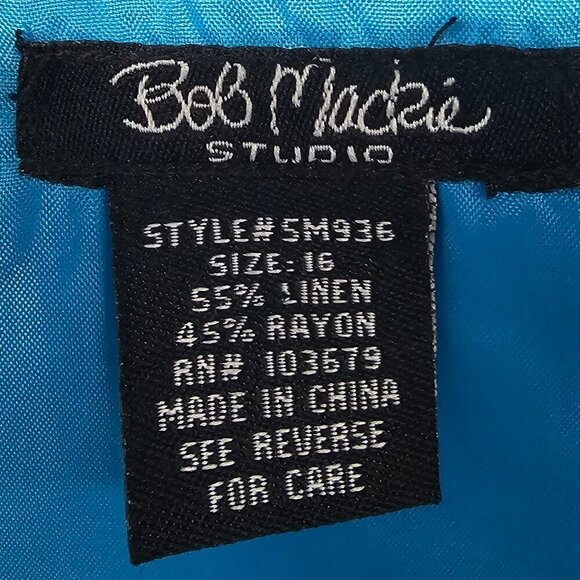 Bob Mackie
STUDIO
STYLE#SM936
SIZE: 16
55% LINEN
45% RAYON
RN# 103679
MADE IN CHINA
SEE REVERSE
FOR CARE